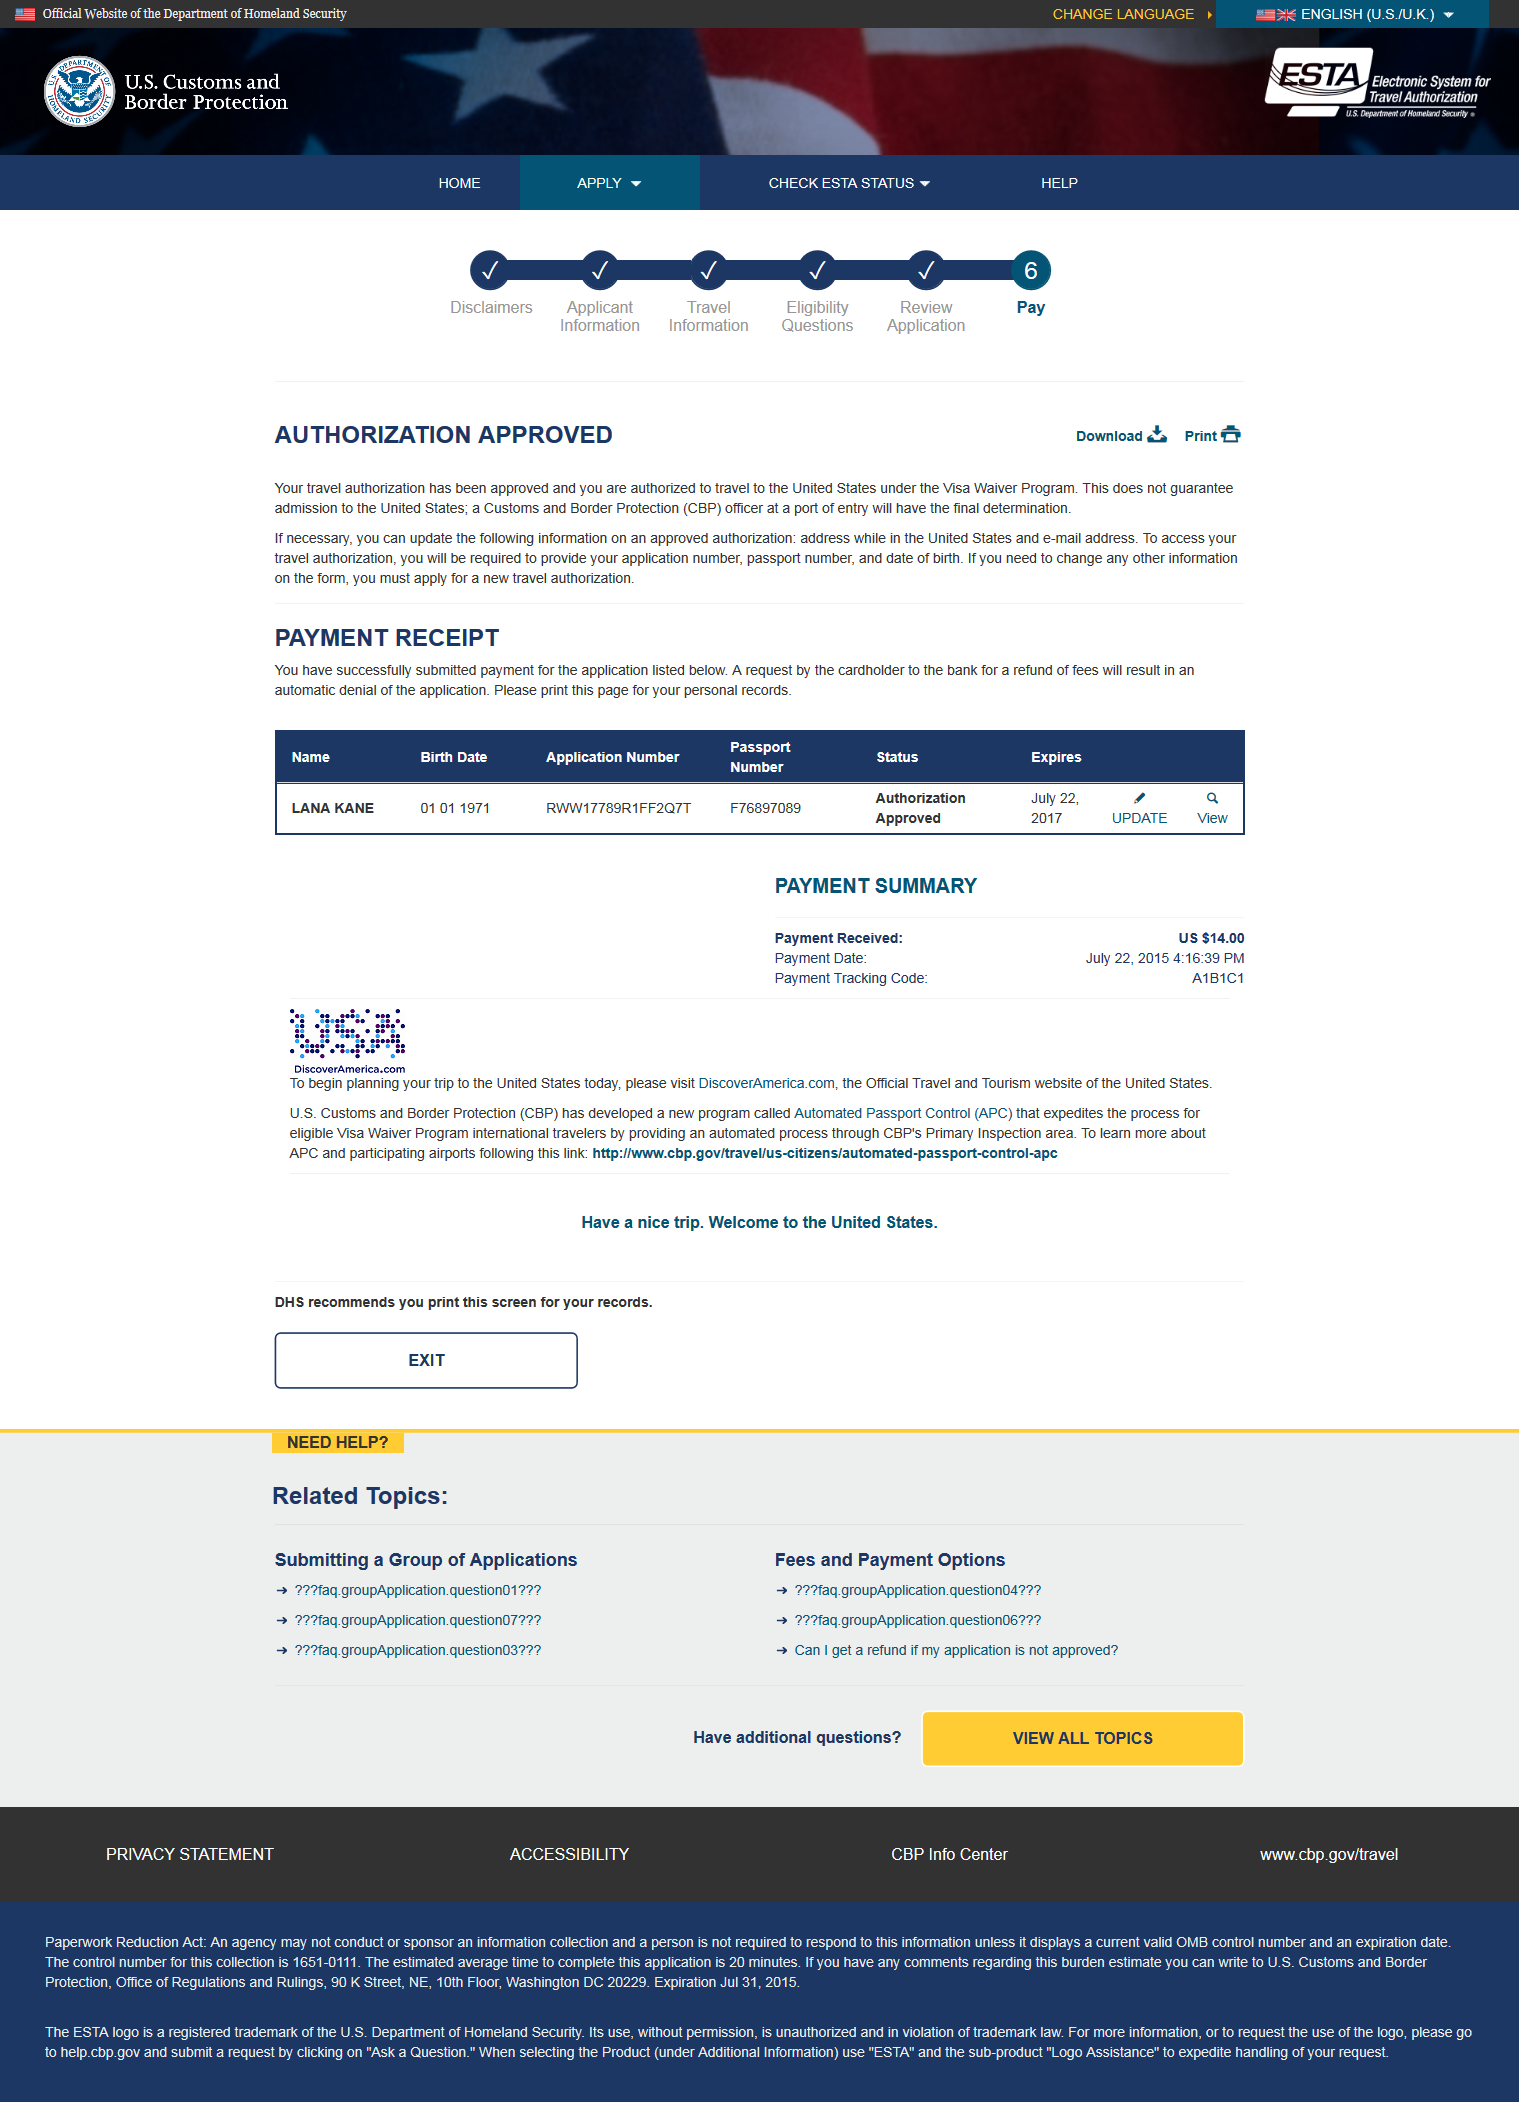 Official Website of the Department of Homeland Security
CHANGE LANGUAGE
ENGLISH (U.S./U.K.)
U.S. DEPARTMENT OF HOMELAND SECURITY
U.S. Customs and
Border Protection
ESTA
Electronic System for
Travel Authorization
U.S. Department of Homeland Security ®
HOME
APPLY
CHECK ESTA STATUS
HELP
✓ ✓ ✓ ✓ ✓ 6
Disclaimers
Applicant
Information
Travel
Information
Eligibility
Questions
Review
Application
Pay
AUTHORIZATION APPROVED
Download
Print
Your travel authorization has been approved and you are authorized to travel to the United States under the Visa Waiver Program. This does not guarantee
admission to the United States; a Customs and Border Protection (CBP) officer at a port of entry will have the final determination.
If necessary, you can update the following information on an approved authorization: address while in the United States and e-mail address. To access your
travel authorization, you will be required to provide your application number, passport number, and date of birth. If you need to change any other information
on the form, you must apply for a new travel authorization.
PAYMENT RECEIPT
You have successfully submitted payment for the application listed below. A request by the cardholder to the bank for a refund of fees will result in an
automatic denial of the application. Please print this page for your personal records.
Name
Birth Date
Application Number
Passport
Number
Status
Expires
LANA KANE
01 01 1971
RWW17789R1FF2Q7T
F76897089
Authorization
Approved
July 22,
2017
UPDATE
View
PAYMENT SUMMARY
Payment Received: US $14.00
Payment Date: July 22, 2015 4:16:39 PM
Payment Tracking Code: A1B1C1
USA
DiscoverAmerica.com
To begin planning your trip to the United States today, please visit DiscoverAmerica.com, the Official Travel and Tourism website of the United States.
U.S. Customs and Border Protection (CBP) has developed a new program called Automated Passport Control (APC) that expedites the process for
eligible Visa Waiver Program international travelers by providing an automated process through CBP's Primary Inspection area. To learn more about
APC and participating airports following this link: http://www.cbp.gov/travel/us-citizens/automated-passport-control-apc
Have a nice trip. Welcome to the United States.
DHS recommends you print this screen for your records.
EXIT
NEED HELP?
Related Topics:
Submitting a Group of Applications
➔ ???faq.groupApplication.question01???
➔ ???faq.groupApplication.question07???
➔ ???faq.groupApplication.question03???
Fees and Payment Options
➔ ???faq.groupApplication.question04???
➔ ???faq.groupApplication.question06???
➔ Can I get a refund if my application is not approved?
Have additional questions?
VIEW ALL TOPICS
PRIVACY STATEMENT
ACCESSIBILITY
CBP Info Center
www.cbp.gov/travel
Paperwork Reduction Act: An agency may not conduct or sponsor an information collection and a person is not required to respond to this information unless it displays a current valid OMB control number and an expiration date.
The control number for this collection is 1651-0111. The estimated average time to complete this application is 20 minutes. If you have any comments regarding this burden estimate you can write to U.S. Customs and Border
Protection, Office of Regulations and Rulings, 90 K Street, NE, 10th Floor, Washington DC 20229. Expiration Jul 31, 2015.
The ESTA logo is a registered trademark of the U.S. Department of Homeland Security. Its use, without permission, is unauthorized and in violation of trademark law. For more information, or to request the use of the logo, please go
to help.cbp.gov and submit a request by clicking on "Ask a Question." When selecting the Product (under Additional Information) use "ESTA" and the sub-product "Logo Assistance" to expedite handling of your request.